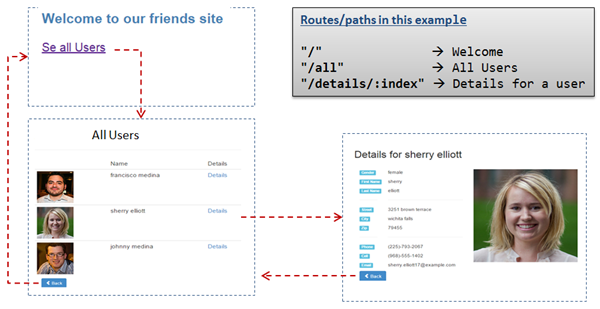 Welcome to our friends site
Se all Users
Routes/paths in this example
"/" → Welcome
"/all" → All Users
"/details/:index" → Details for a user
All Users
Name Details
francisco medina Details
sherry elliott Details
johnny medina Details
Back
Details for sherry elliott
Gender female
First Name sherry
Last Name elliott
Street 3251 brown terrace
City wichita falls
Zip 79455
Phone (225)-793-2087
Cell (968)-555-1402
Email sherry.elliott17@example.com
Back